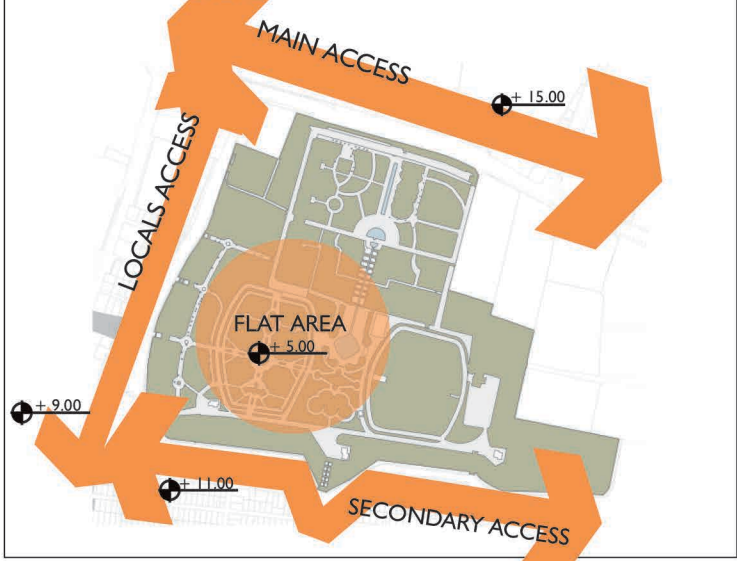 MAIN ACCESS
+ 15.00
LOCALS ACCESS
FLAT AREA
+ 5.00
+ 9.00
+ 11.00
SECONDARY ACCESS